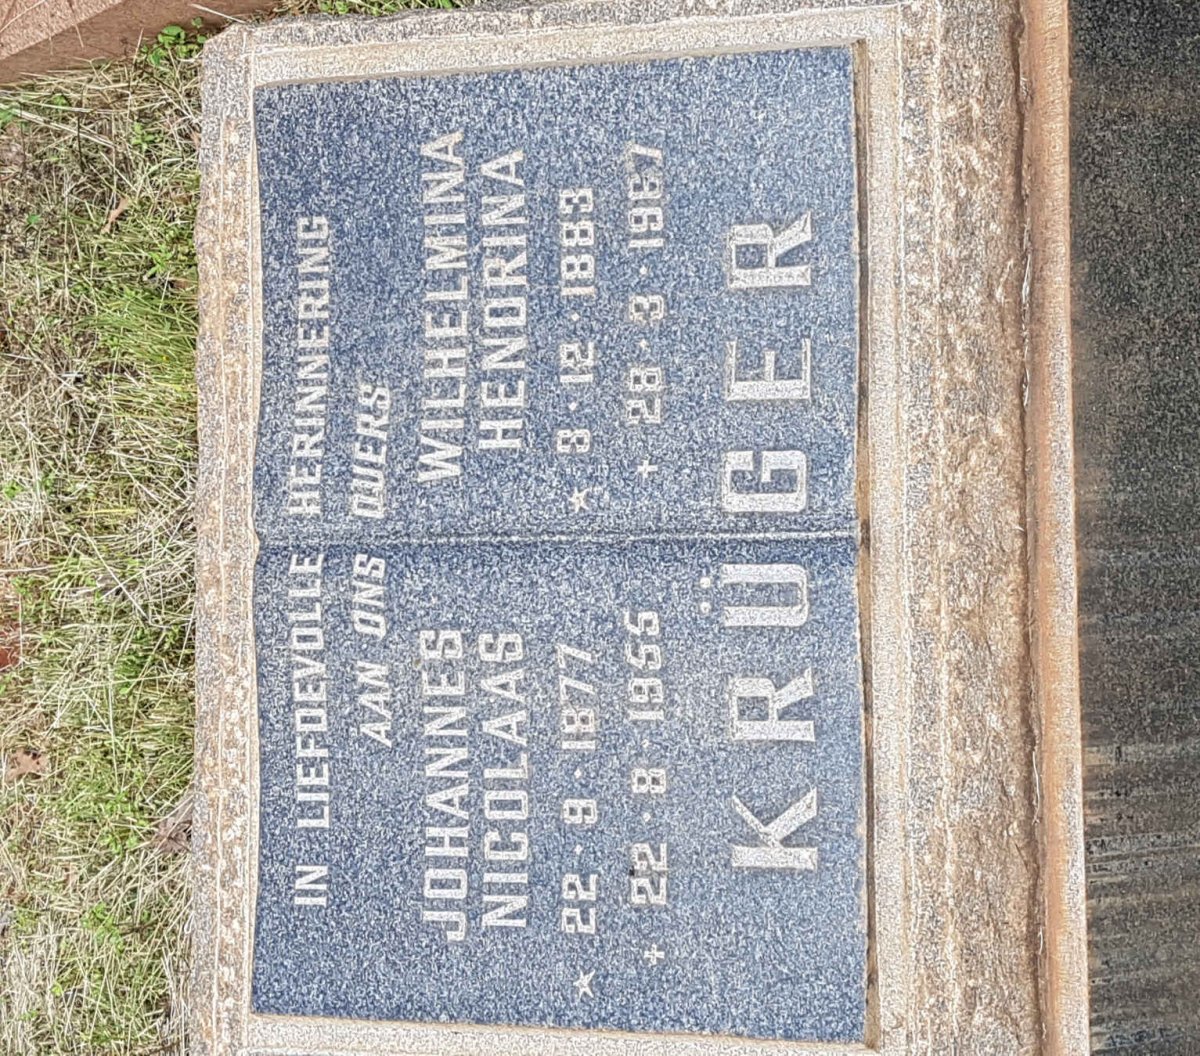 IN LIEFDEVOLLE HERINNERING
AAN ONS OUERS
JOHANNES
NICOLAAS
★ 22·9·1877
+ 22·8·1955
WILHELMINA
HENDRINA
★ 8·12·1883
+ 28·3·1967
KRÜGER